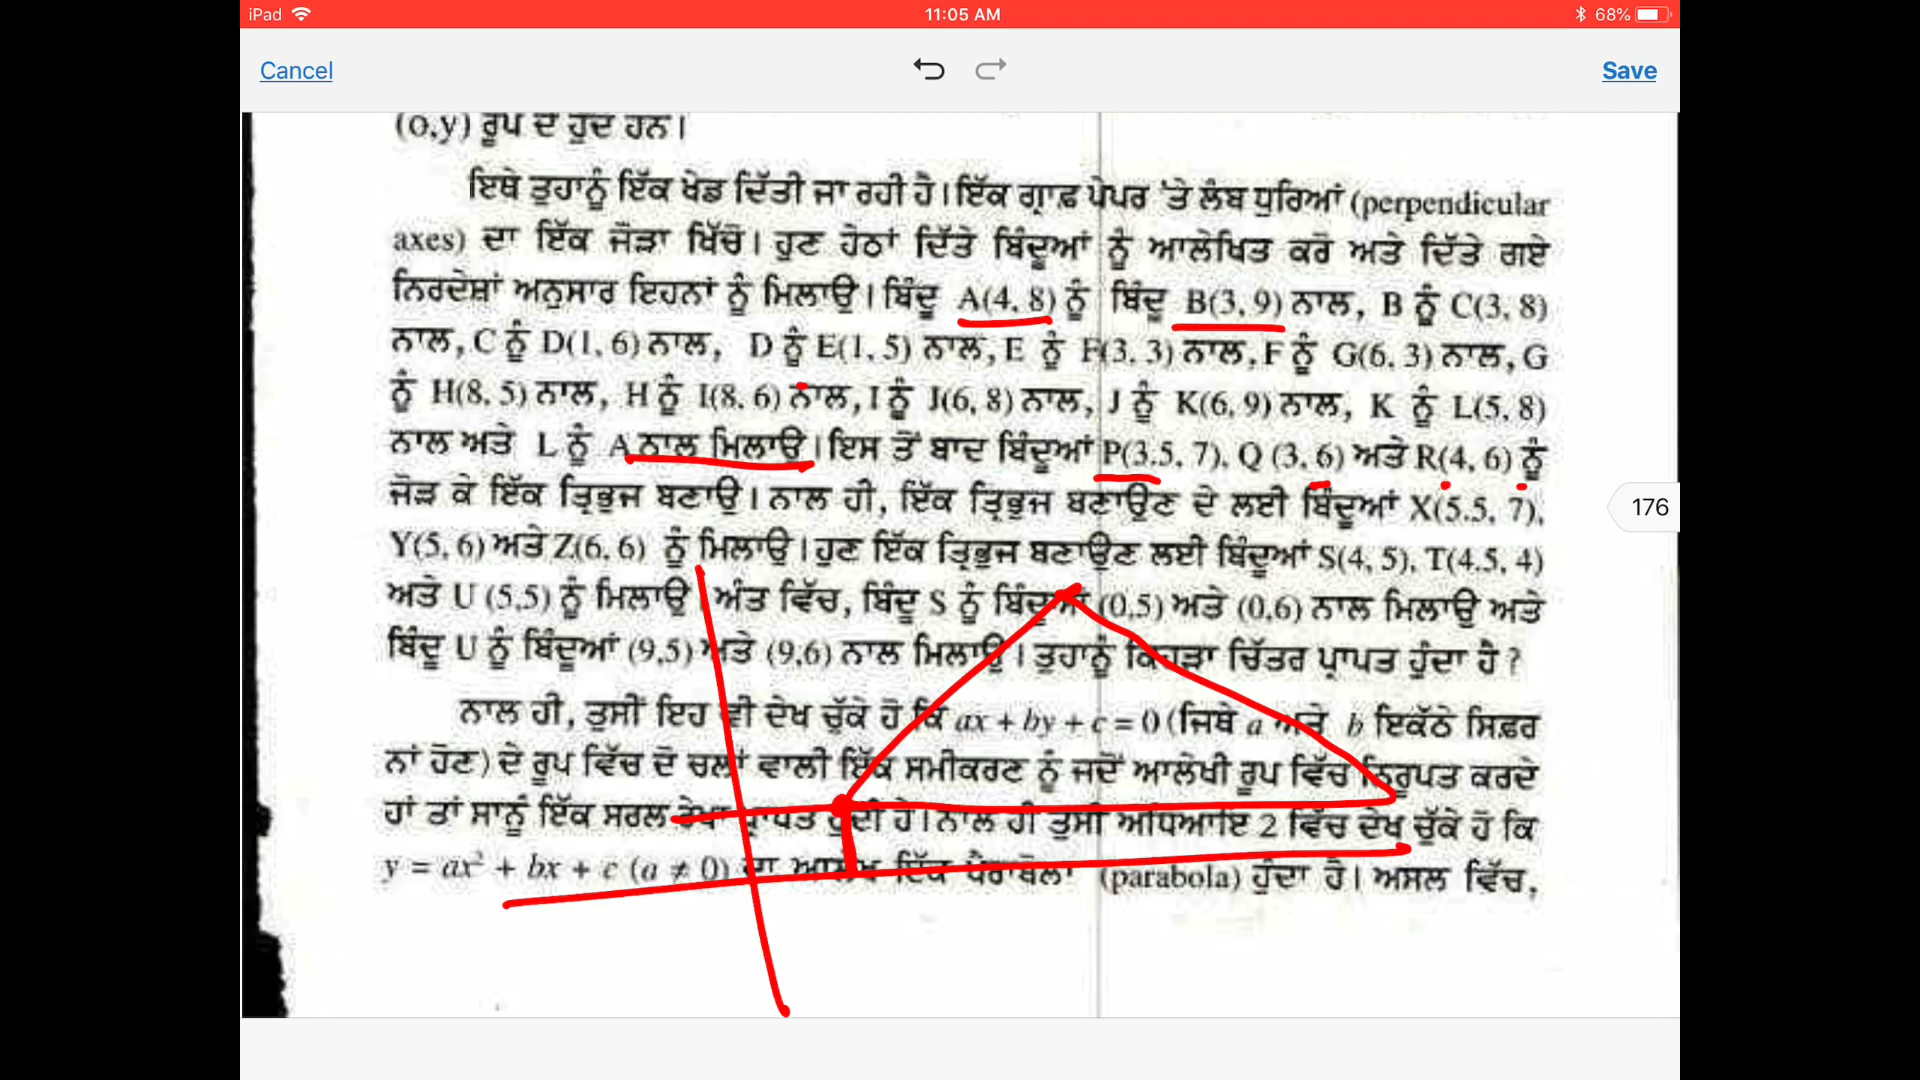 iPad
11:05 AM
68%
Cancel
Save
(o,y) ਰੂਪ ਦੇ ਹੁੰਦੇ ਹਨ।
ਇਥੇ ਤੁਹਾਨੂੰ ਇੱਕ ਖੇਡ ਦਿੱਤੀ ਜਾ ਰਹੀ ਹੈ। ਇੱਕ ਗ੍ਰਾਫ਼ ਪੇਪਰ 'ਤੇ ਲੰਬ ਧੁਰਿਆਂ (perpendicular
axes) ਦਾ ਇੱਕ ਜੋੜਾ ਖਿੱਚੋ। ਹੁਣ ਹੇਠਾਂ ਦਿੱਤੇ ਬਿੰਦੂਆਂ ਨੂੰ ਆਲੇਖਿਤ ਕਰੋ ਅਤੇ ਦਿੱਤੇ ਗਏ
ਨਿਰਦੇਸ਼ਾਂ ਅਨੁਸਾਰ ਇਹਨਾਂ ਨੂੰ ਮਿਲਾਉ। ਬਿੰਦੂ A(4, 8) ਨੂੰ ਬਿੰਦੂ B(3, 9) ਨਾਲ, B ਨੂੰ C(3, 8)
ਨਾਲ, C ਨੂੰ D(1, 6) ਨਾਲ, D ਨੂੰ E(1, 5) ਨਾਲ, E ਨੂੰ F(3, 3) ਨਾਲ, F ਨੂੰ G(6, 3) ਨਾਲ, G
ਨੂੰ H(8, 5) ਨਾਲ, H ਨੂੰ I(8, 6) ਨਾਲ, I ਨੂੰ J(6, 8) ਨਾਲ, J ਨੂੰ K(6, 9) ਨਾਲ, K ਨੂੰ L(5, 8)
ਨਾਲ ਅਤੇ L ਨੂੰ A ਨਾਲ ਮਿਲਾਉ। ਇਸ ਤੋਂ ਬਾਦ ਬਿੰਦੂਆਂ P(3.5, 7), Q (3, 6) ਅਤੇ R(4, 6) ਨੂੰ
ਜੋੜ ਕੇ ਇੱਕ ਤ੍ਰਿਭੁਜ ਬਣਾਉ। ਨਾਲ ਹੀ, ਇੱਕ ਤ੍ਰਿਭੁਜ ਬਣਾਉਣ ਦੇ ਲਈ ਬਿੰਦੂਆਂ X(5.5, 7),
176
Y(5, 6) ਅਤੇ Z(6, 6) ਨੂੰ ਮਿਲਾਉ। ਹੁਣ ਇੱਕ ਤ੍ਰਿਭੁਜ ਬਣਾਉਣ ਲਈ ਬਿੰਦੂਆਂ S(4, 5), T(4.5, 4)
ਅਤੇ U (5,5) ਨੂੰ ਮਿਲਾਉ। ਅੰਤ ਵਿੱਚ, ਬਿੰਦੂ S ਨੂੰ ਬਿੰਦੂਆਂ (0,5) ਅਤੇ (0,6) ਨਾਲ ਮਿਲਾਉ ਅਤੇ
ਬਿੰਦੂ U ਨੂੰ ਬਿੰਦੂਆਂ (9,5) ਅਤੇ (9,6) ਨਾਲ ਮਿਲਾਉ। ਤੁਹਾਨੂੰ ਕਿਹੜਾ ਚਿੱਤਰ ਪ੍ਰਾਪਤ ਹੁੰਦਾ ਹੈ ?
ਨਾਲ ਹੀ, ਤੁਸੀਂ ਇਹ ਵੀ ਦੇਖ ਚੁੱਕੇ ਹੋ ਕਿ ax + by + c = 0 (ਜਿਥੇ a ਅਤੇ b ਇਕੱਠੇ ਸਿਫ਼ਰ
ਨਾਂ ਹੋਣ) ਦੇ ਰੂਪ ਵਿੱਚ ਦੋ ਚਲਾਂ ਵਾਲੀ ਇੱਕ ਸਮੀਕਰਣ ਨੂੰ ਜਦੋਂ ਆਲੇਖੀ ਰੂਪ ਵਿੱਚ ਨਿਰੂਪਤ ਕਰਦੇ
ਹਾਂ ਤਾਂ ਸਾਨੂੰ ਇੱਕ ਸਰਲ ਰੇਖਾ ਪ੍ਰਾਪਤ ਹੁੰਦੀ ਹੈ। ਨਾਲ ਹੀ ਤੁਸੀਂ ਅਧਿਆਇ 2 ਵਿੱਚ ਦੇਖ ਚੁੱਕੇ ਹੋ ਕਿ
y = ax² + bx + c (a ≠ 0) ਦਾ ਆਲੇਖ ਇੱਕ ਪੈਰਾਬੋਲਾ (parabola) ਹੁੰਦਾ ਹੈ। ਅਸਲ ਵਿੱਚ,